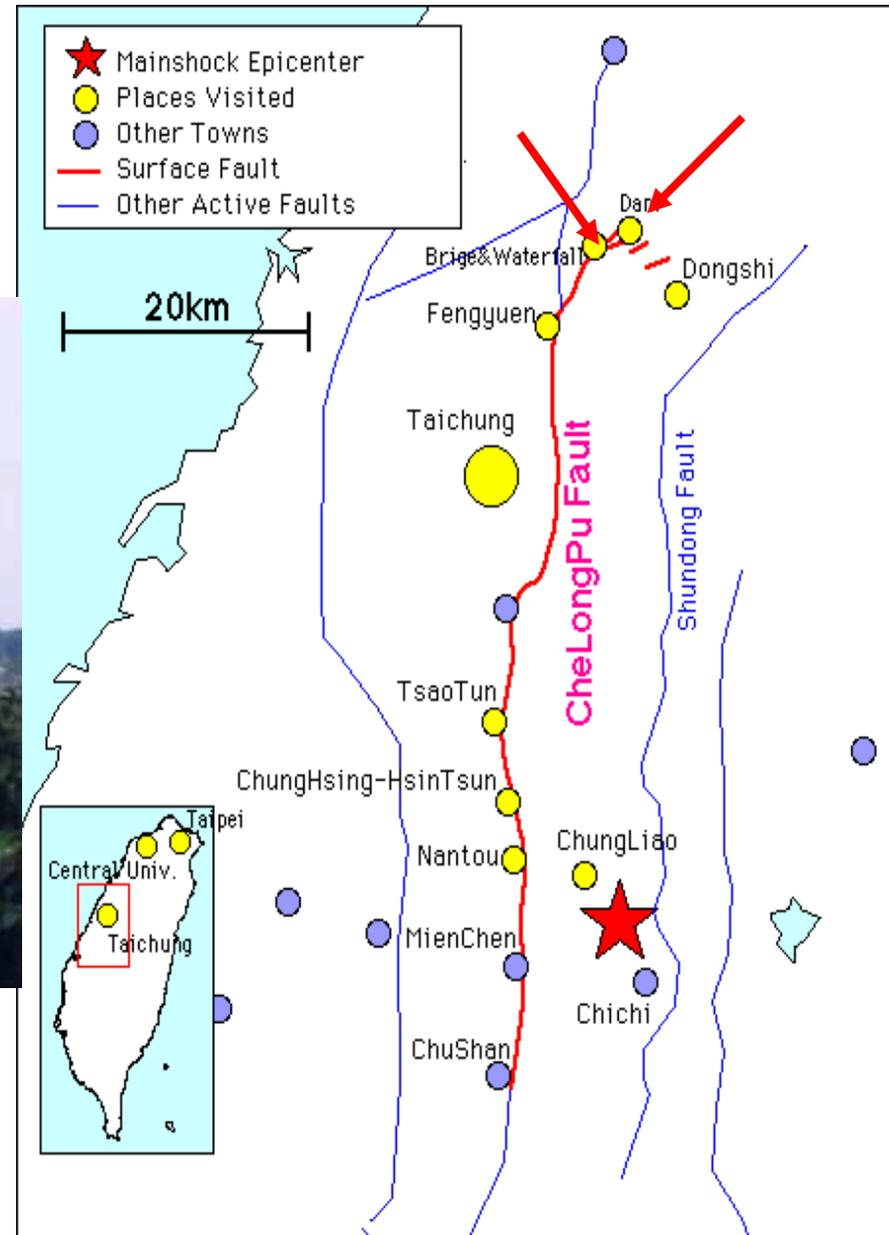 Mainshock Epicenter
Places Visited
Other Towns
Surface Fault
Other Active Faults
20km
Brige&Waterfall
Dongshi
Fengyuen
Taichung
CheLongPu Fault
Shundong Fault
TsaoTun
ChungHsing-HsinTsun
Nantou
ChungLiao
MienChen
Chichi
ChuShan
Taipei
Central Univ.
Taichung